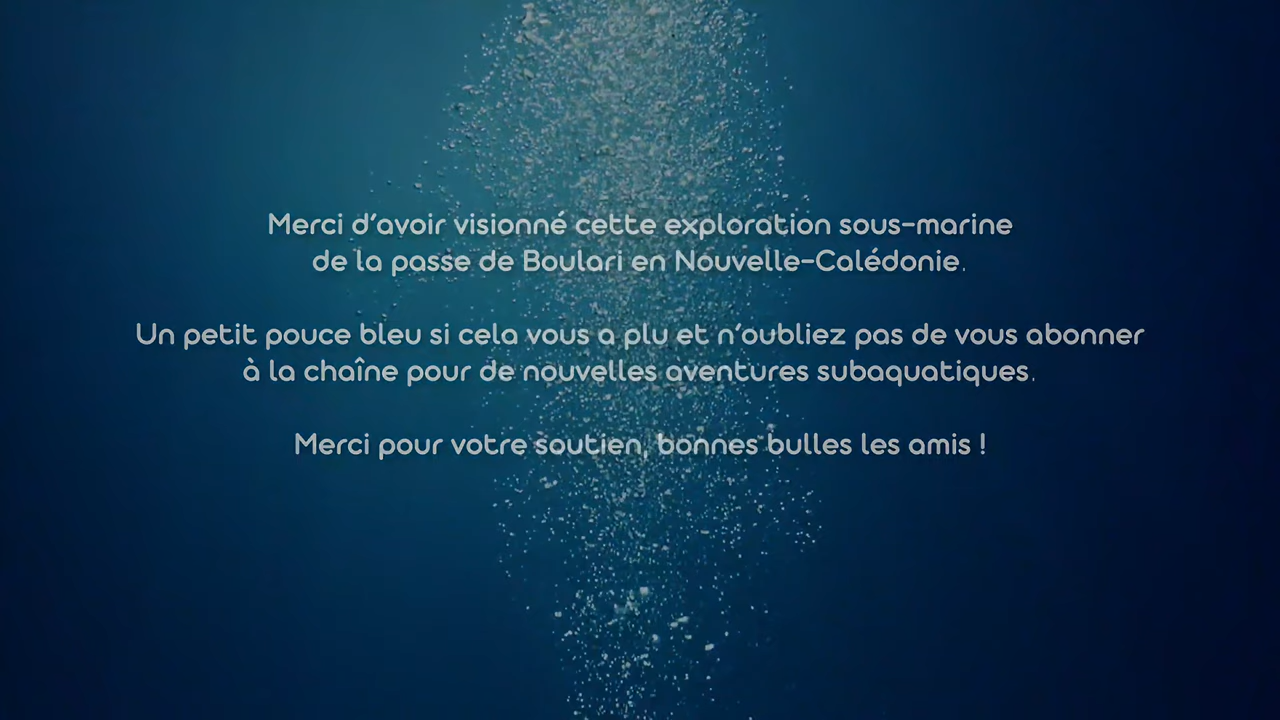 Merci d'avoir visionné cette exploration sous-marine
de la passe de Boulari en Nouvelle-Calédonie.
Un petit pouce bleu si cela vous a plu et n'oubliez pas de vous abonner
à la chaîne pour de nouvelles aventures subaquatiques.
Merci pour votre soutien, bonnes bulles les amis !